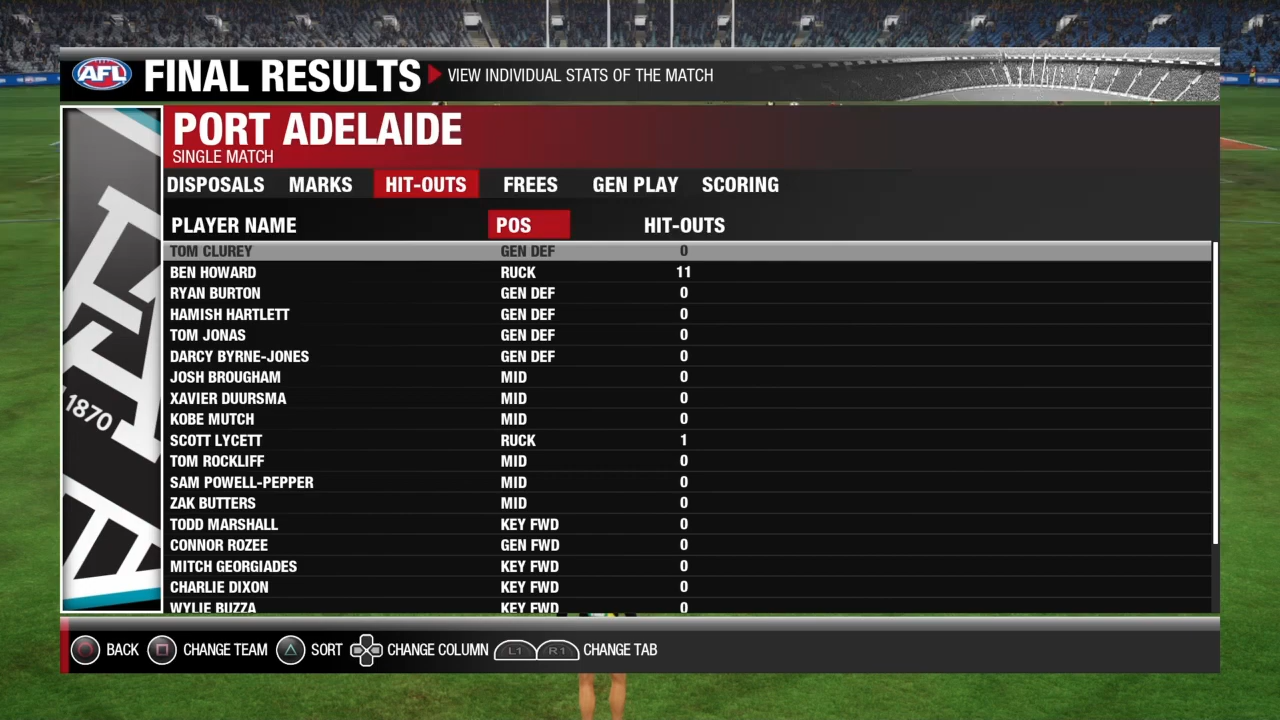 AFL FINAL RESULTS VIEW INDIVIDUAL STATS OF THE MATCH
PORT ADELAIDE
SINGLE MATCH
DISPOSALS MARKS HIT-OUTS FREES GEN PLAY SCORING
PLAYER NAME POS HIT-OUTS
TOM CLUREY GEN DEF 0
BEN HOWARD RUCK 11
RYAN BURTON GEN DEF 0
HAMISH HARTLETT GEN DEF 0
TOM JONAS GEN DEF 0
DARCY BYRNE-JONES GEN DEF 0
JOSH BROUGHAM MID 0
XAVIER DUURSMA MID 0
KOBE MUTCH MID 0
SCOTT LYCETT RUCK 1
TOM ROCKLIFF MID 0
SAM POWELL-PEPPER MID 0
ZAK BUTTERS MID 0
TODD MARSHALL KEY FWD 0
CONNOR ROZEE GEN FWD 0
MITCH GEORGIADES KEY FWD 0
CHARLIE DIXON KEY FWD 0
WYLIE BUZZA KEY FWD 0
1870
BACK CHANGE TEAM SORT CHANGE COLUMN L1 R1 CHANGE TAB